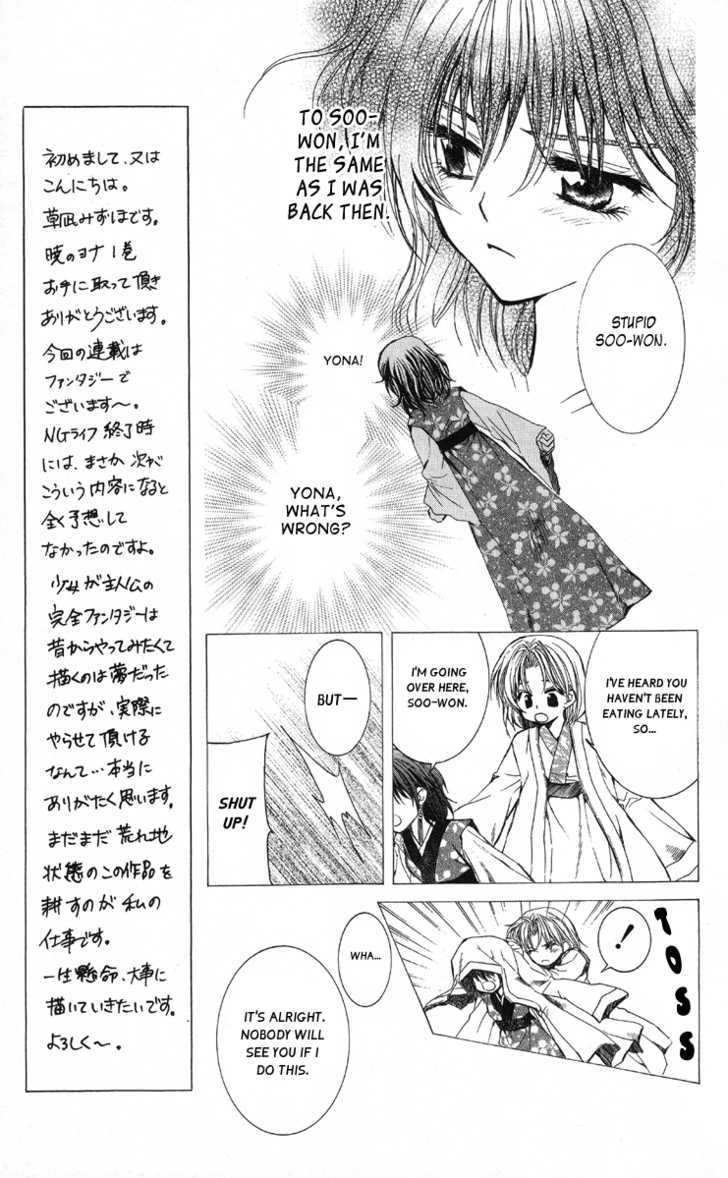 TO SOO-
WON, I'M
THE SAME
AS I WAS
BACK THEN.
STUPID
SOO-WON.
YONA!
YONA,
WHAT'S
WRONG?
I'VE HEARD YOU
HAVEN'T BEEN
EATING LATELY,
SO...
I'M GOING
OVER HERE,
SOO-WON.
BUT—
SHUT
UP!
TOSS
!
WHA...
IT'S ALRIGHT.
NOBODY WILL
SEE YOU IF I
DO THIS.
初めまして、又は
こんにちは。
草凪みずほです。
暁のヨナ1巻
お手に取って頂き
ありがとうございます。
今回の連載は
ファンタジーで
ございます〜。
NGライフ終了時
には、まさか次が
こういう内容になると
全く予想して
なかったのですよ。
少女が主人公の
完全ファンタジーは
昔からやってみたくて
描くのは夢だった
のですが、実際に
やらせて頂ける
なんて…本当に
ありがたく思います。
まだまだ荒れ地
状態のこの作品を
耕すのが私の
仕事です。
一生懸命、大事に
描いていきたいです。
よろしく〜。